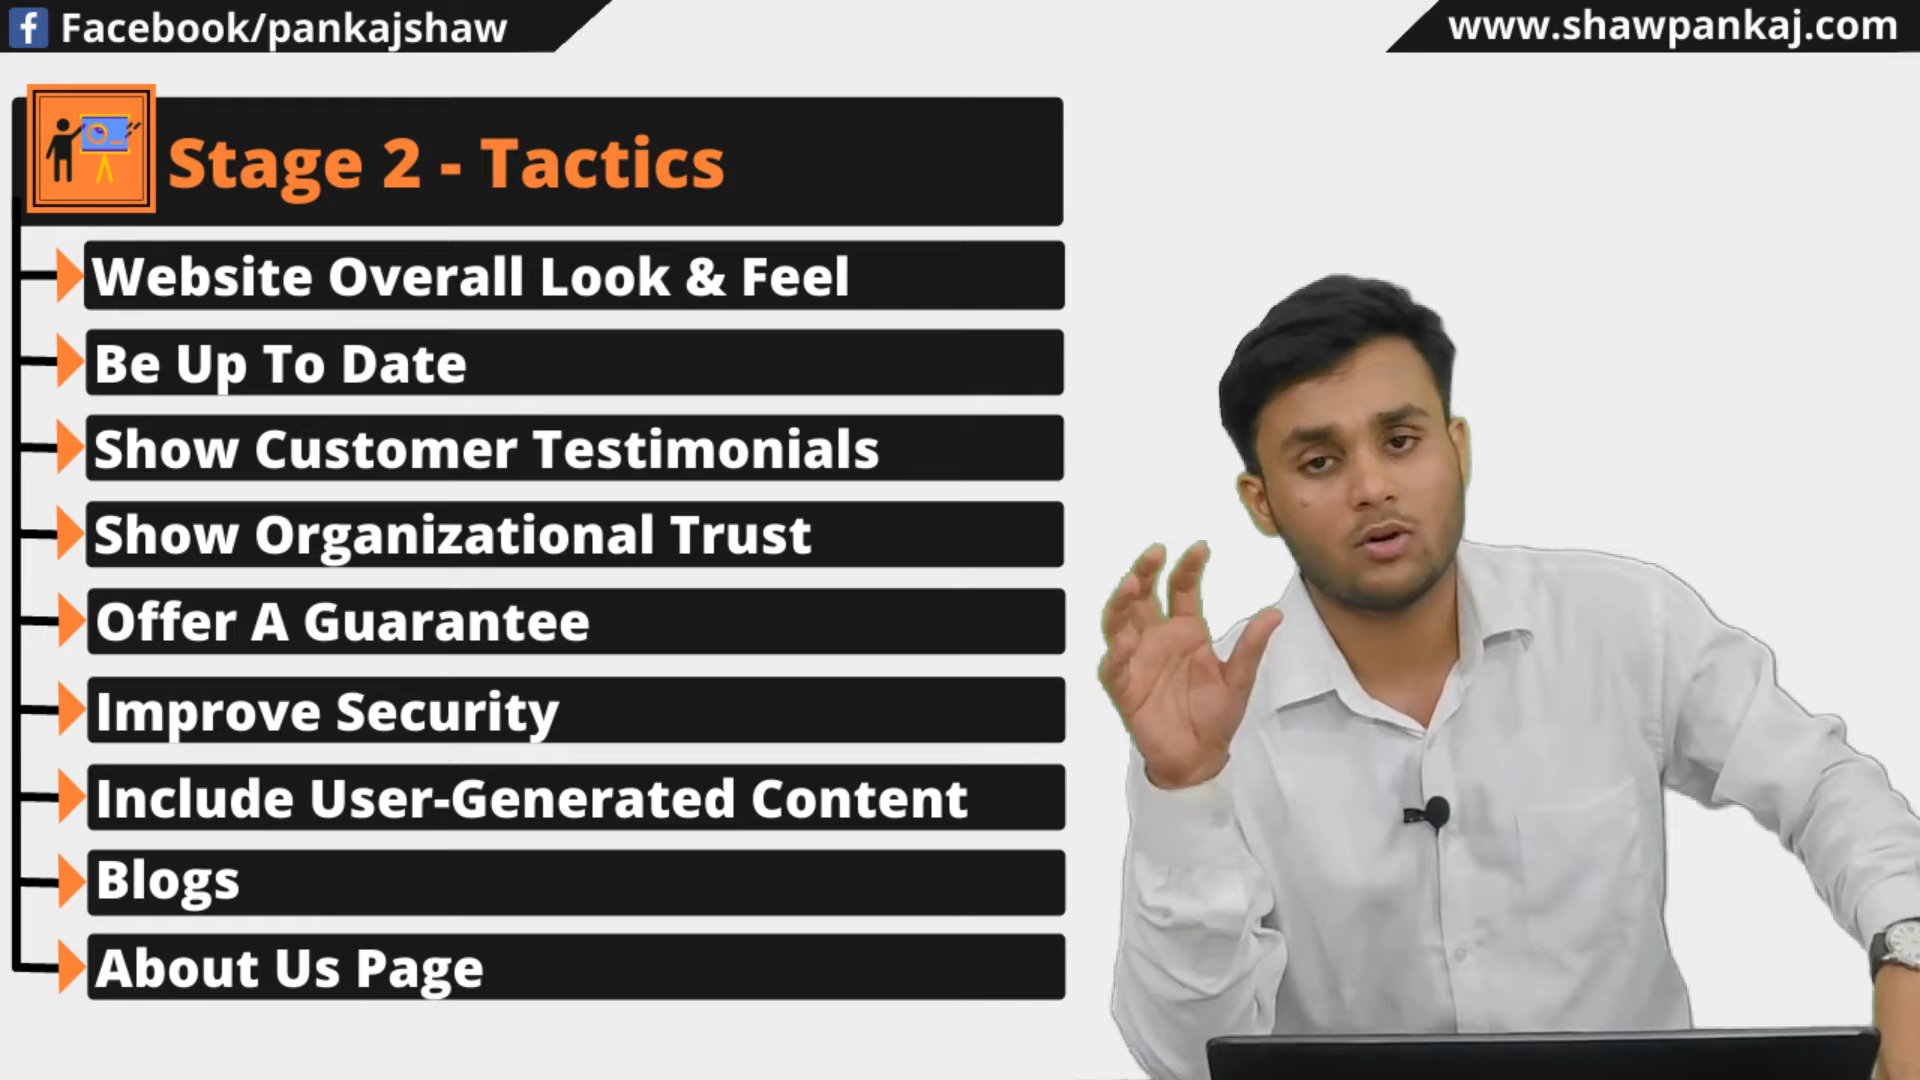 Facebook/pankajshaw
www.shawpankaj.com
Stage 2 - Tactics
Website Overall Look & Feel
Be Up To Date
Show Customer Testimonials
Show Organizational Trust
Offer A Guarantee
Improve Security
Include User-Generated Content
Blogs
About Us Page